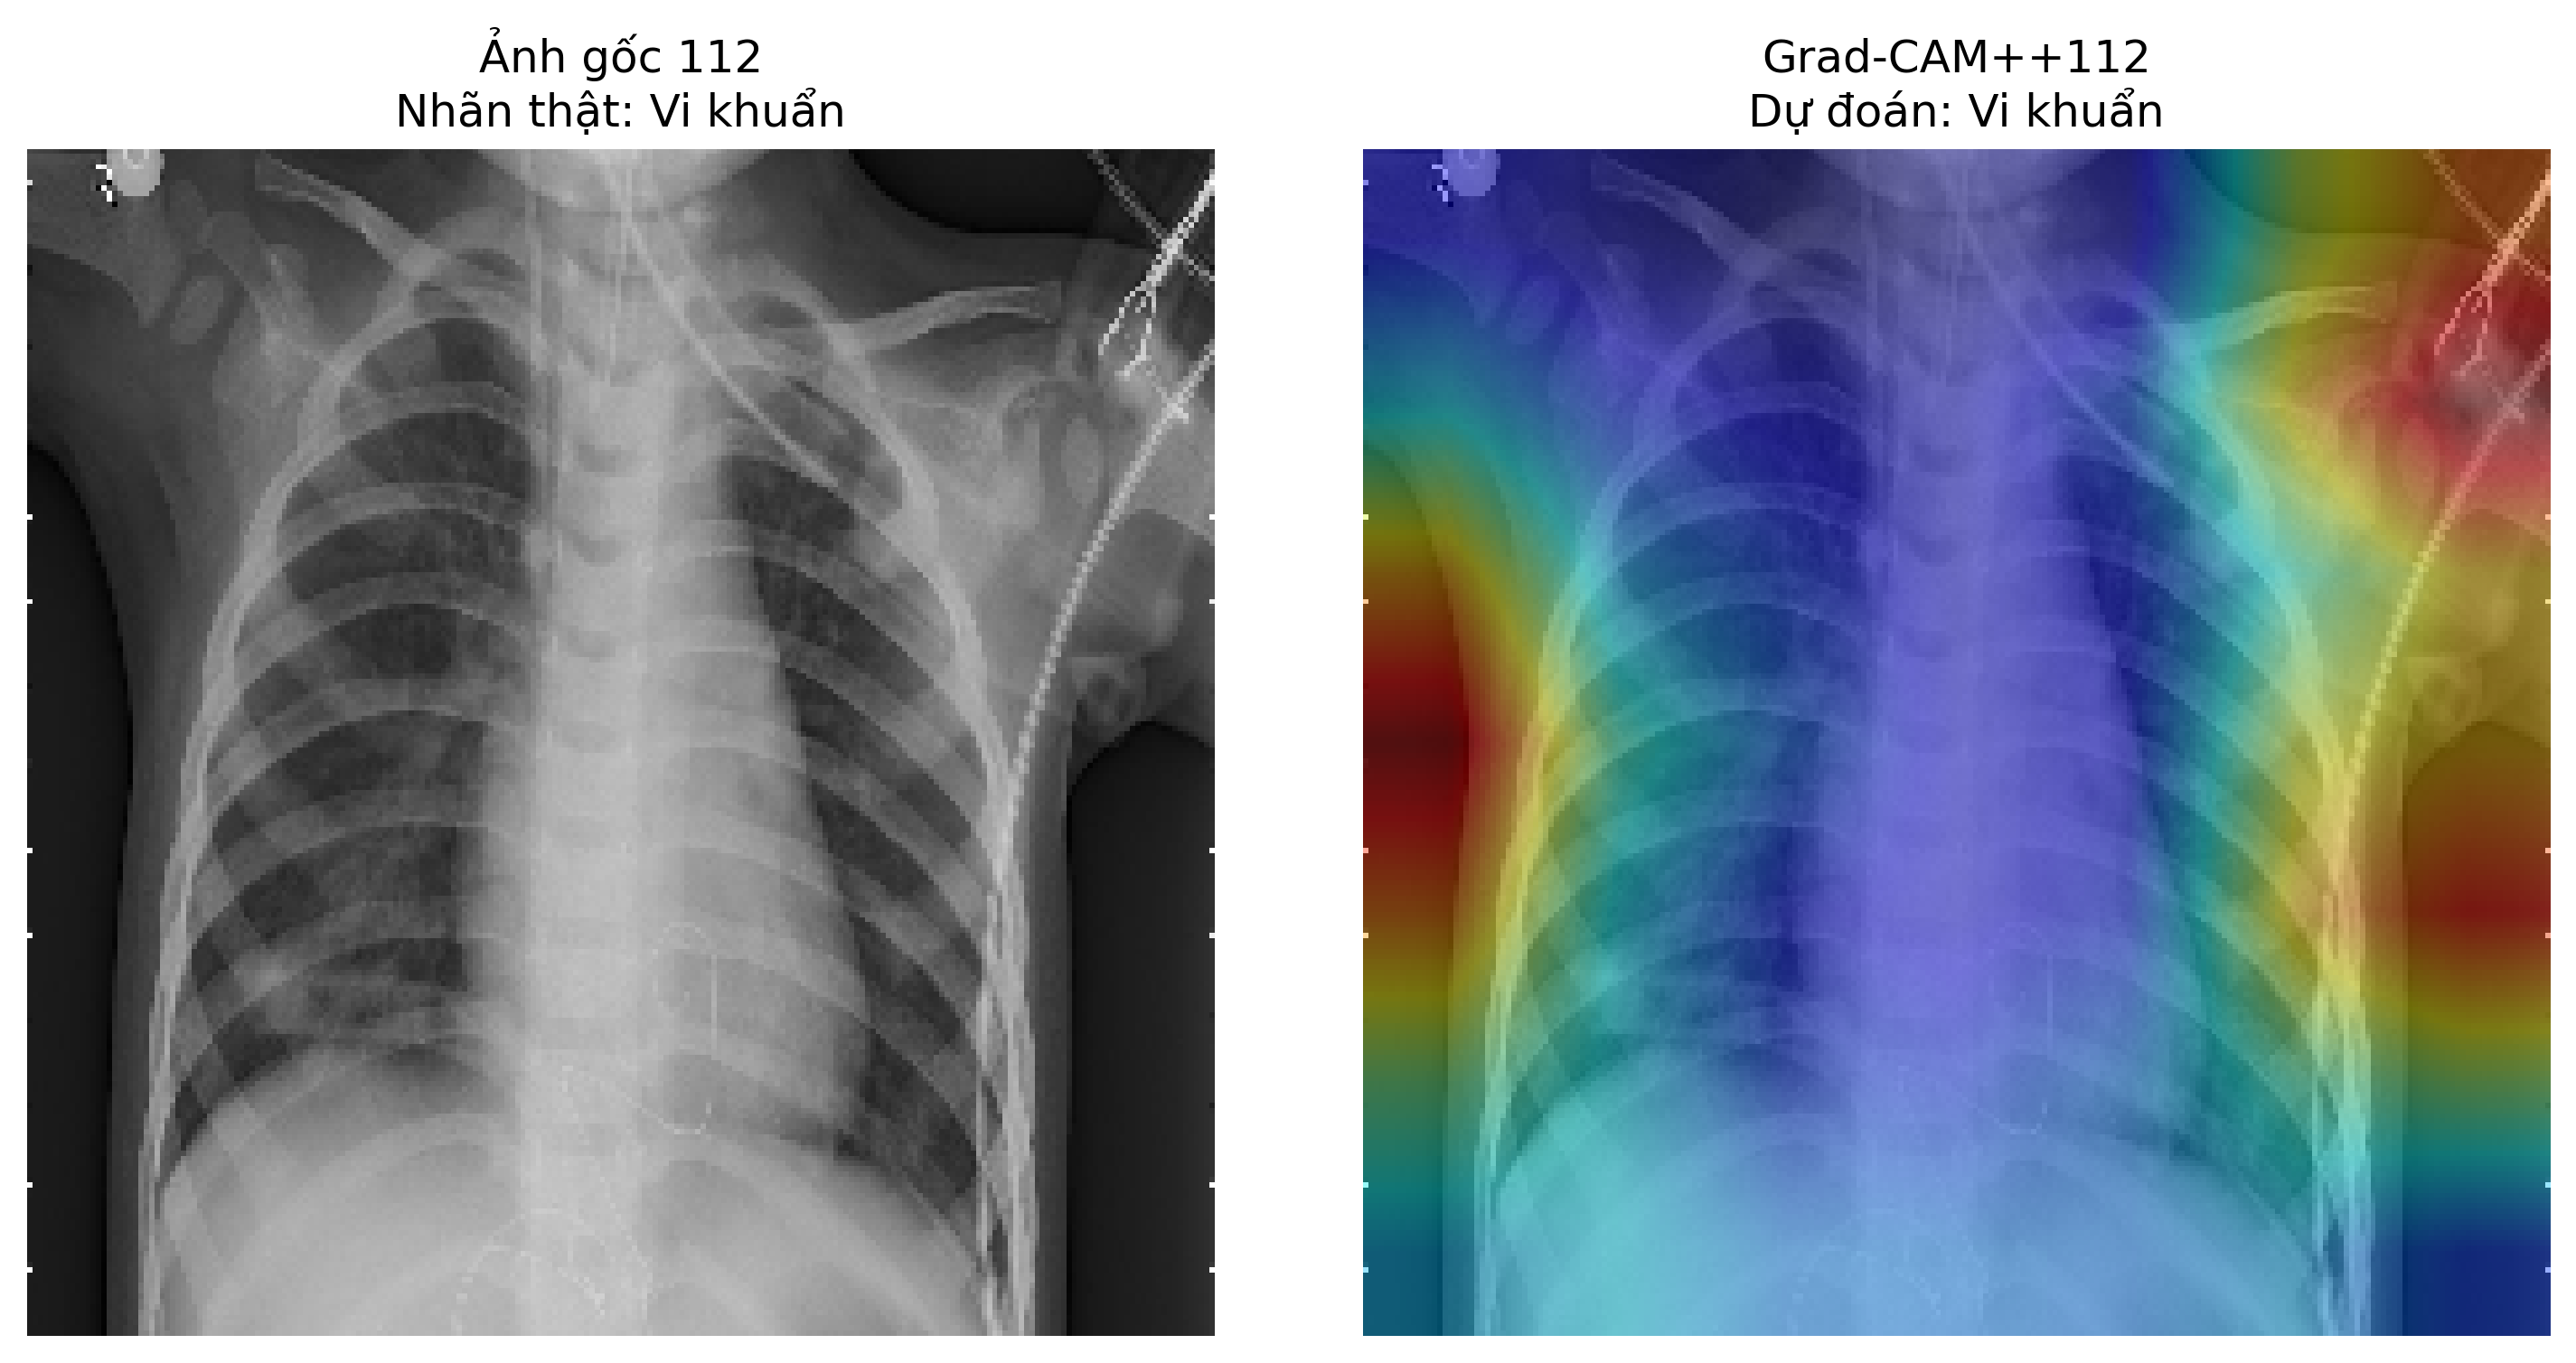 Ảnh gốc 112
Nhãn thật: Vi khuẩn
Grad-CAM++112
Dự đoán: Vi khuẩn